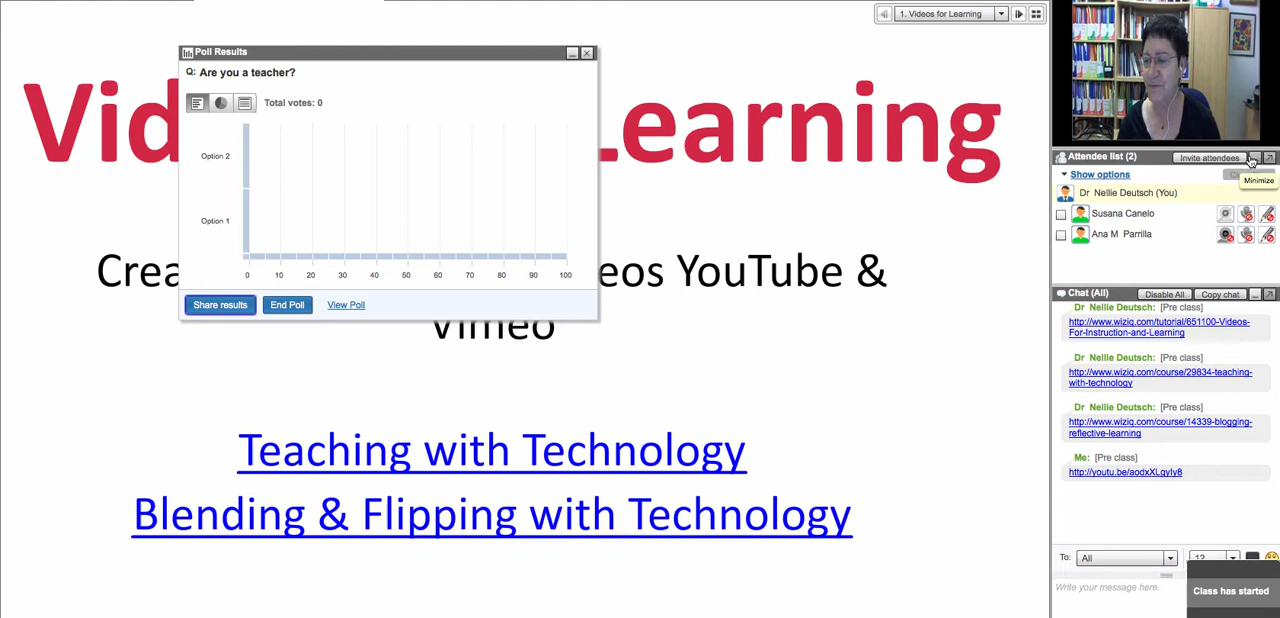 1. Videos for Learning
Poll Results
Q: Are you a teacher?
Total votes: 0
Vid
Learning
Option 2
Option 1
0 10 20 30 40 50 60 70 80 90 100
Share results End Poll View Poll
Crea
eos YouTube &
Vimeo
Teaching with Technology
Blending & Flipping with Technology
Attendee list (2)
Invite attendees
Show options
Minimize
Dr Nellie Deutsch (You)
Susana Canelo
Ana M Parrilla
Chat (All)
Disable All
Copy chat
Dr Nellie Deutsch: [Pre class]
http://www.wiziq.com/tutorial/651100-Videos-
For-Instruction-and-Learning
Dr Nellie Deutsch: [Pre class]
http://www.wiziq.com/course/29834-teaching-
with-technology
Dr Nellie Deutsch: [Pre class]
http://www.wiziq.com/course/14339-blogging-
reflective-learning
Me: [Pre class]
http://youtu.be/aodxXLgyIy8
To: All 12
Write your message here.
Class has started